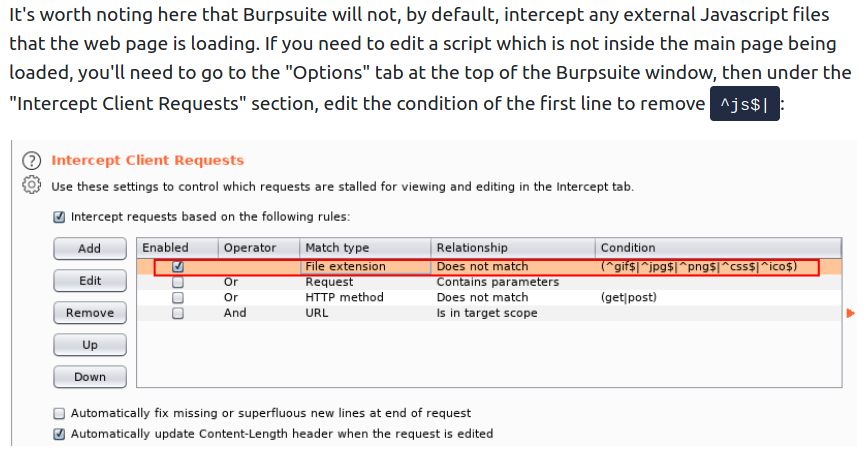 It's worth noting here that Burpsuite will not, by default, intercept any external Javascript files
that the web page is loading. If you need to edit a script which is not inside the main page being
loaded, you'll need to go to the "Options" tab at the top of the Burpsuite window, then under the
"Intercept Client Requests" section, edit the condition of the first line to remove ^js$| :
? Intercept Client Requests
Use these settings to control which requests are stalled for viewing and editing in the Intercept tab.
Intercept requests based on the following rules:
Add Enabled Operator Match type Relationship Condition
File extension Does not match (^gif$|^jpg$|^png$|^css$|^ico$)
Edit Or Request Contains parameters
Or HTTP method Does not match (get|post)
Remove And URL Is in target scope
Up
Down
Automatically fix missing or superfluous new lines at end of request
Automatically update Content-Length header when the request is edited